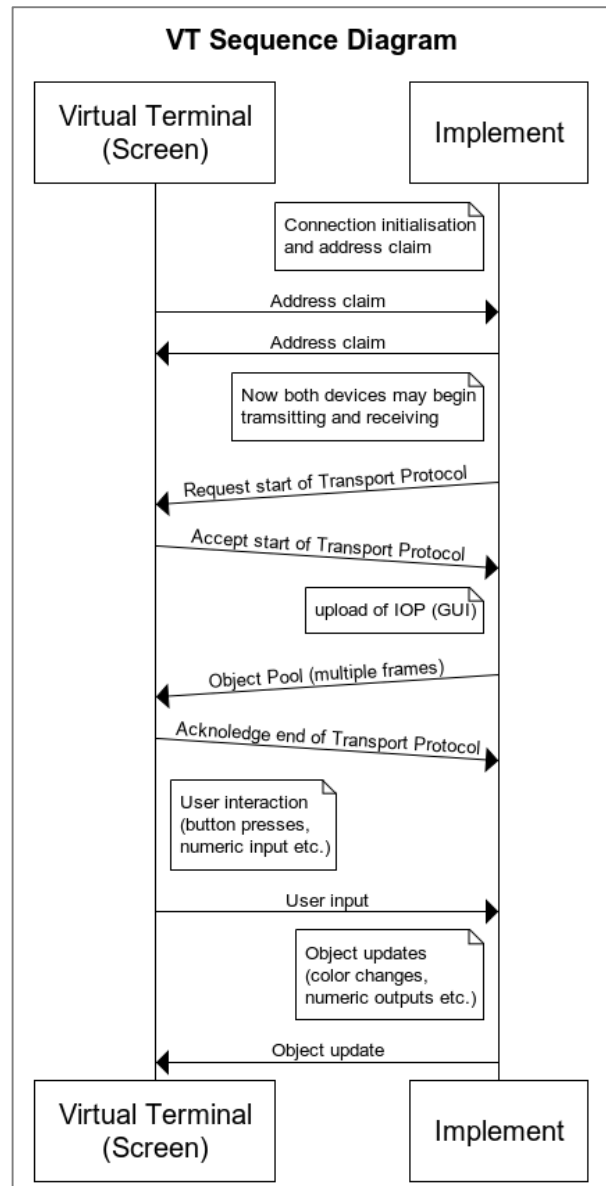 VT Sequence Diagram
Virtual Terminal
(Screen)
Implement
Connection initialisation
and address claim
Address claim
Address claim
Now both devices may begin
tramsitting and receiving
Request start of Transport Protocol
Accept start of Transport Protocol
upload of IOP (GUI)
Object Pool (multiple frames)
Acknoledge end of Transport Protocol
User interaction
(button presses,
numeric input etc.)
User input
Object updates
(color changes,
numeric outputs etc.)
Object update
Virtual Terminal
(Screen)
Implement